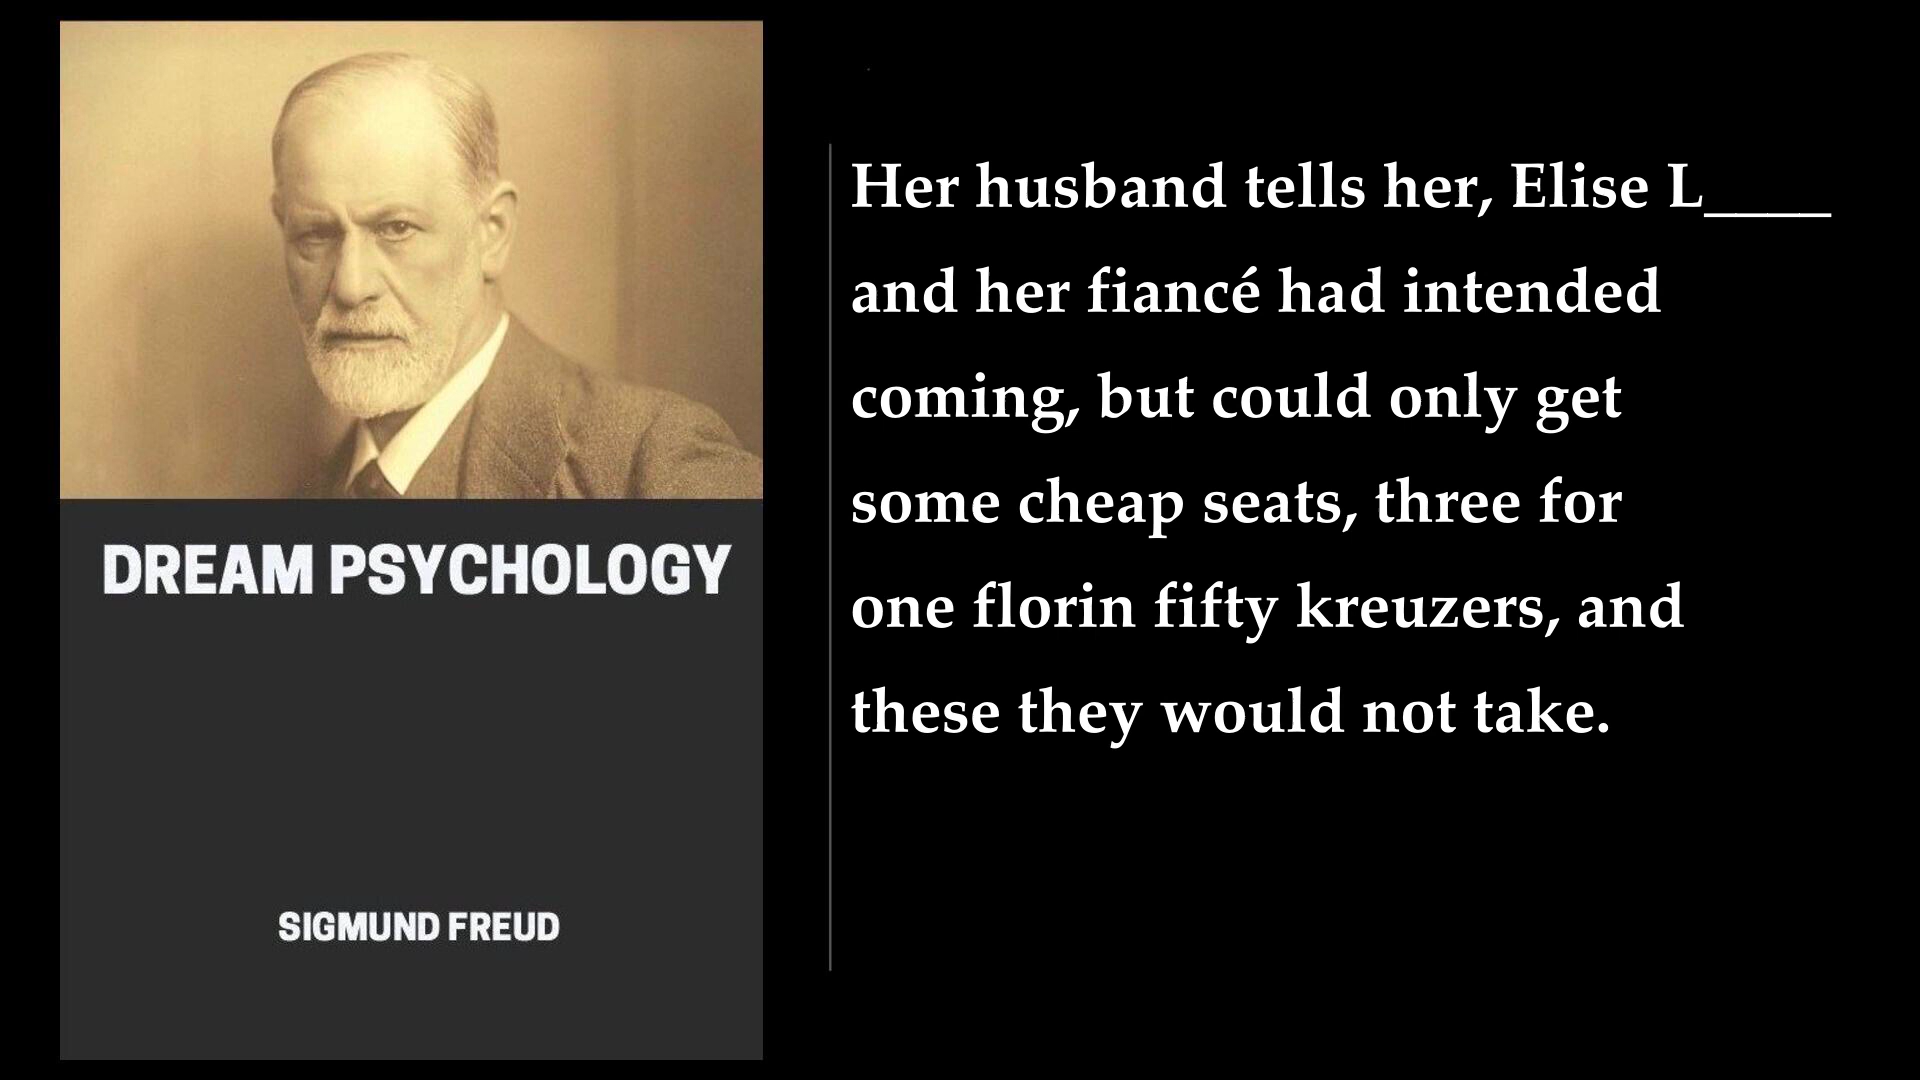 DREAM PSYCHOLOGY
SIGMUND FREUD
Her husband tells her, Elise L____
and her fiancé had intended
coming, but could only get
some cheap seats, three for
one florin fifty kreuzers, and
these they would not take.